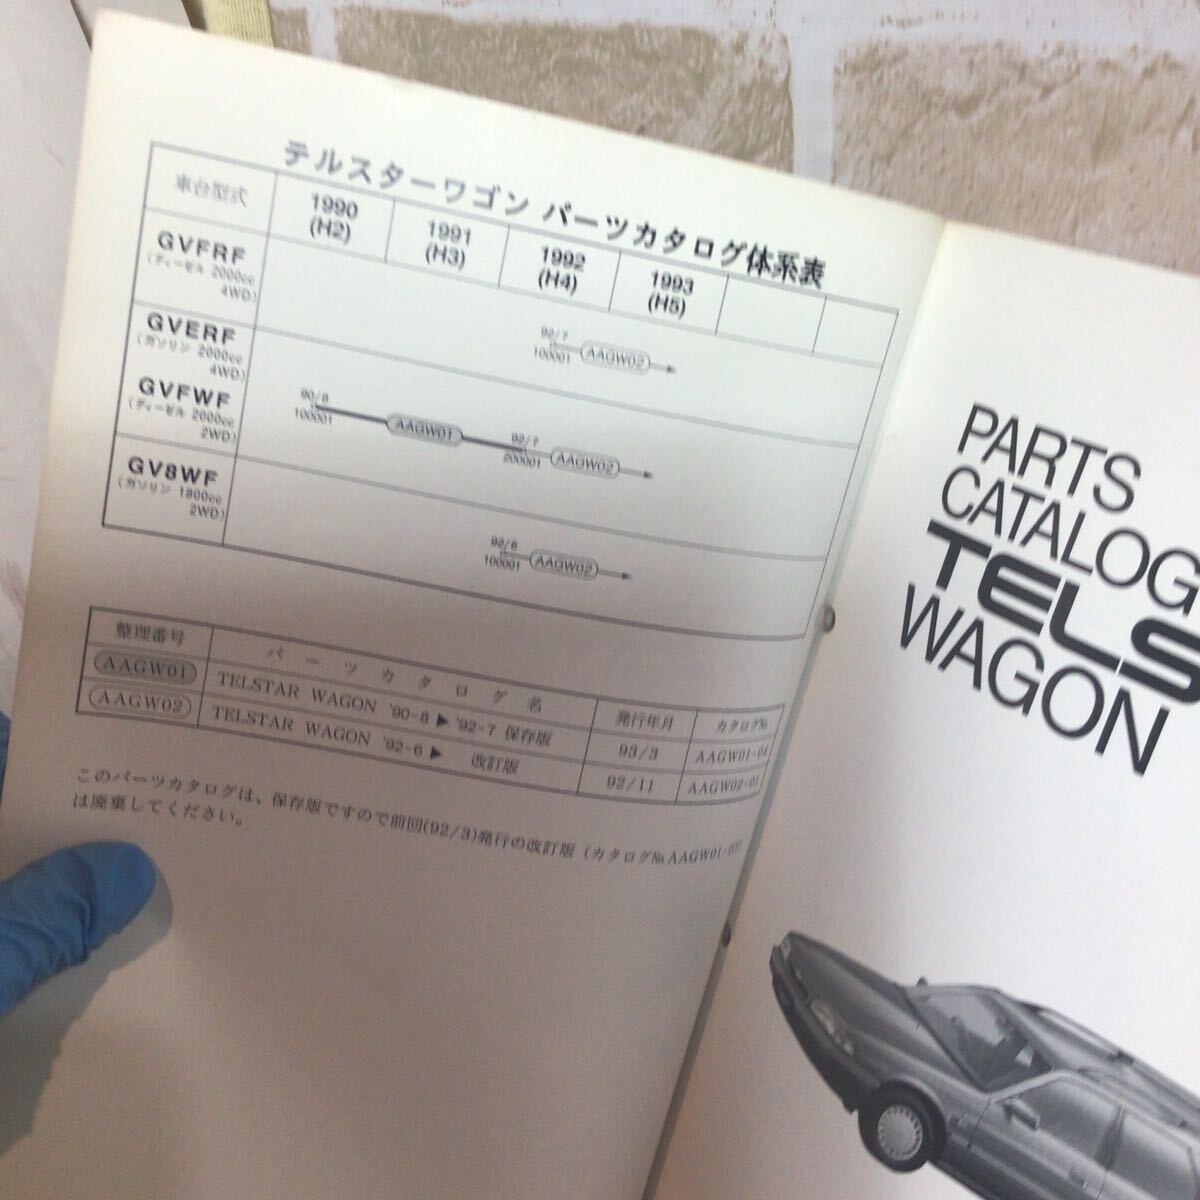 テルスターワゴン パーツカタログ体系表
車台型式
1990
(H2)
1991
(H3)
1992
(H4)
1993
(H5)
GVFRF
(ディーゼル 2000cc
4WD)
92/7
100001
AAGW02
GVERF
(ガソリン 2000cc
4WD)
GVFWF
(ディーゼル 2000cc
2WD)
90/8
100001
AAGW01
92/7
200001
AAGW02
GV8WF
(ガソリン 1800cc
2WD)
92/6
100001
AAGW02
整理番号
パーツカタログ名
発行年月
カタログ№
AAGW01
TELSTAR WAGON '90-8 ▶ '92-7 保存版
93/3
AAGW01-04
AAGW02
TELSTAR WAGON '92-6 ▶ 改訂版
92/11
AAGW02-01
このパーツカタログは、保存版ですので前回(92/3)発行の改訂版(カタログ№AAGW01-03)
は廃棄してください。
PARTS
CATALOG
TELS
WAGON